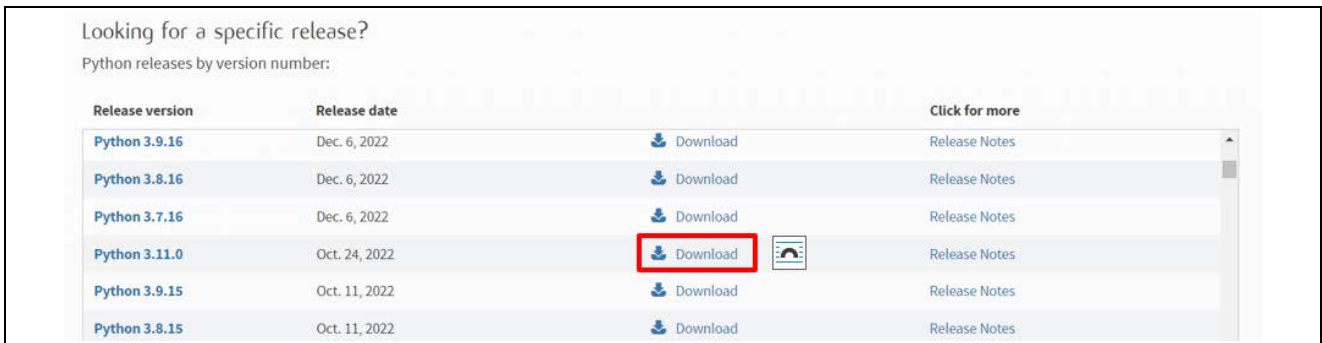 Looking for a specific release?
Python releases by version number:
Release version Release date Click for more
Python 3.9.16 Dec. 6, 2022 Download Release Notes
Python 3.8.16 Dec. 6, 2022 Download Release Notes
Python 3.7.16 Dec. 6, 2022 Download Release Notes
Python 3.11.0 Oct. 24, 2022 Download Release Notes
Python 3.9.15 Oct. 11, 2022 Download Release Notes
Python 3.8.15 Oct. 11, 2022 Download Release Notes